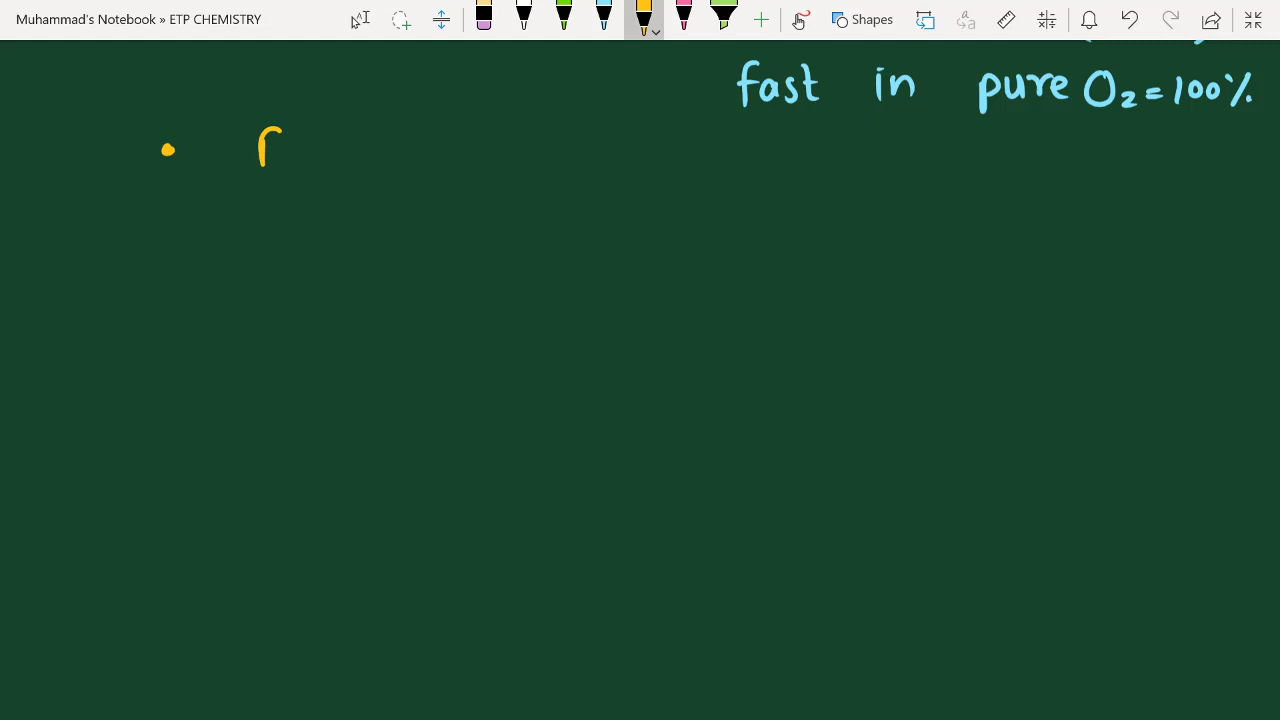 Muhammad's Notebook » ETP CHEMISTRY
Shapes
fast in pure O₂ = 100%